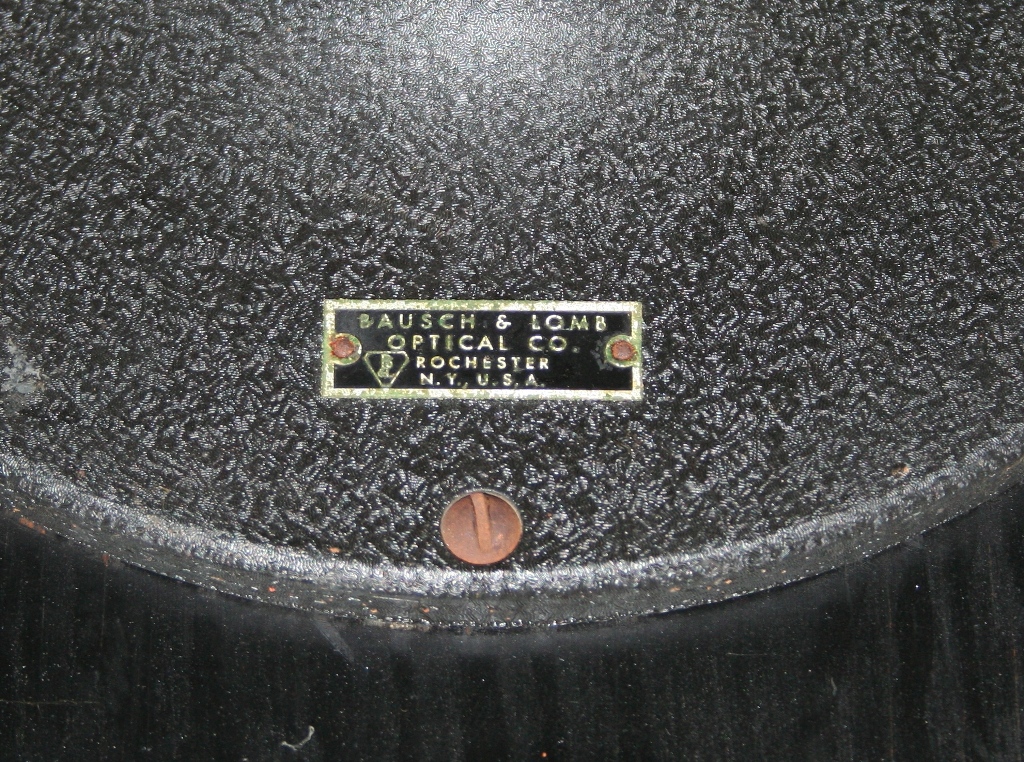 BAUSCH & LOMB
OPTICAL CO.
ROCHESTER
N.Y., U.S.A.